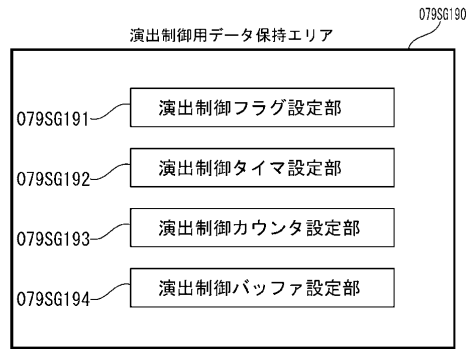 079SG190
演出制御用データ保持エリア
079SG191
演出制御フラグ設定部
079SG192
演出制御タイマ設定部
079SG193
演出制御カウンタ設定部
079SG194
演出制御バッファ設定部